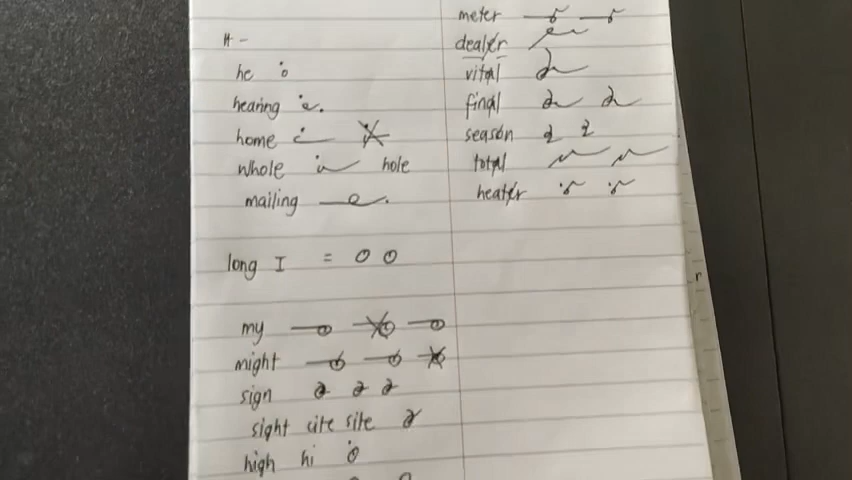 H -
he
hearing
home
whole hole
mailing
long I =
my
might
sign
sight cite site
high hi
meter
dealer
vital
final
season
total
heater